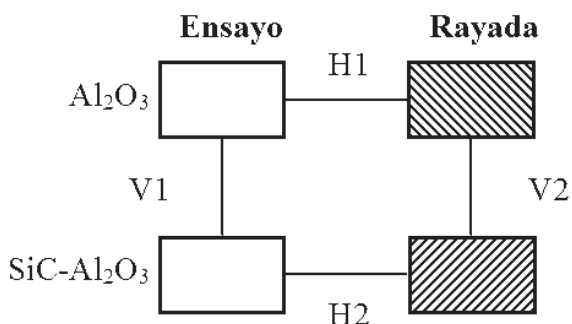 Ensayo Rayada
H1
Al₂O₃
V1 V2
SiC-Al₂O₃
H2